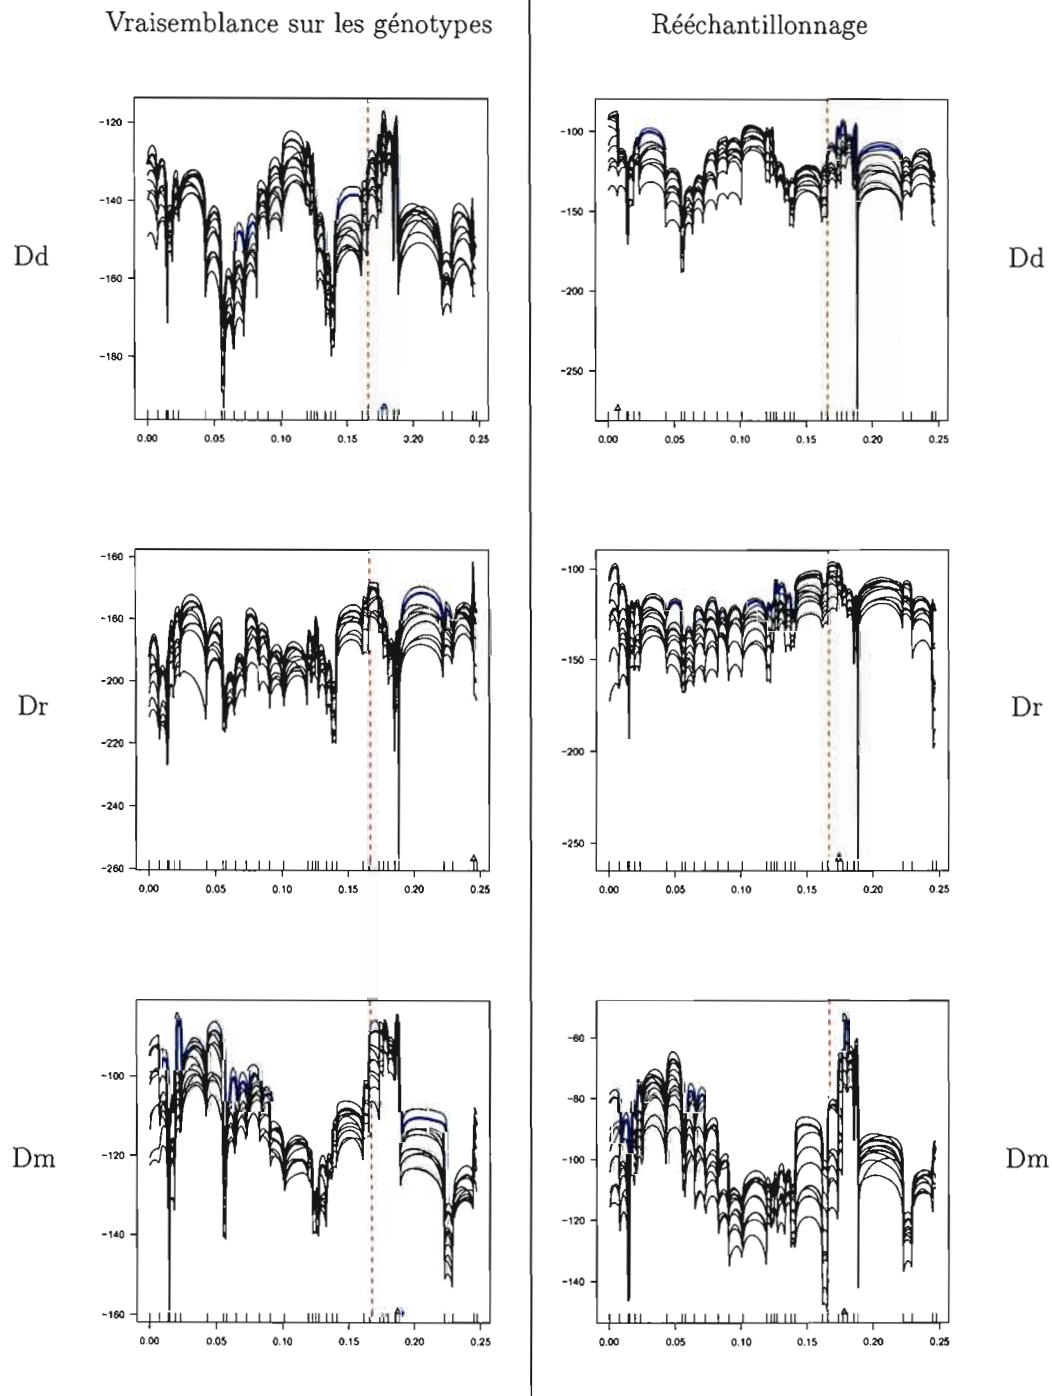 Vraisemblance sur les génotypes
Rééchantillonnage
Dd
-120
-140
-160
-180
0.00 0.05 0.10 0.15 3.20 0.25
-100
-150
-200
-250
0.00 0.05 0.10 0.15 0.20 0.25
Dd
Dr
-160
-180
-200
-220
-240
-260
0.00 0.05 0.10 0.15 0.20 0.25
-100
-150
-200
-250
0.00 0.05 0.10 0.15 0.20 0.25
Dr
Dm
-100
-120
-140
-160
0.00 0.05 0.10 0.15 0.20 0.25
-60
-80
-100
-120
-140
0.00 0.05 0.10 0.15 0.20 0.25
Dm